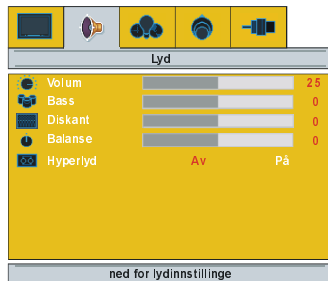 Lyd
Volum 25
Bass 0
Diskant 0
Balanse 0
Hyperlyd Av På
ned for lydinnstillinge